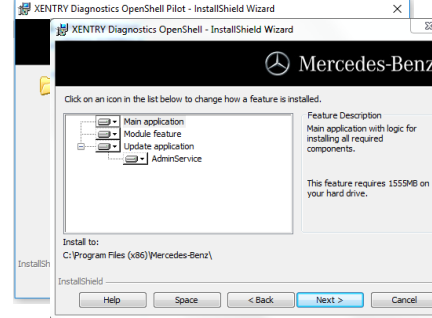 XENTRY Diagnostics OpenShell Pilot - InstallShield Wizard
XENTRY Diagnostics OpenShell - InstallShield Wizard
Mercedes-Benz
Click on an icon in the list below to change how a feature is installed.
Main application
Module feature
Update application
AdminService
Feature Description
Main application with logic for
installing all required
components.
This feature requires 1555MB on
your hard drive.
Install to:
C:\Program Files (x86)\Mercedes-Benz\
InstallSh
InstallShield
Help
Space
< Back
Next >
Cancel